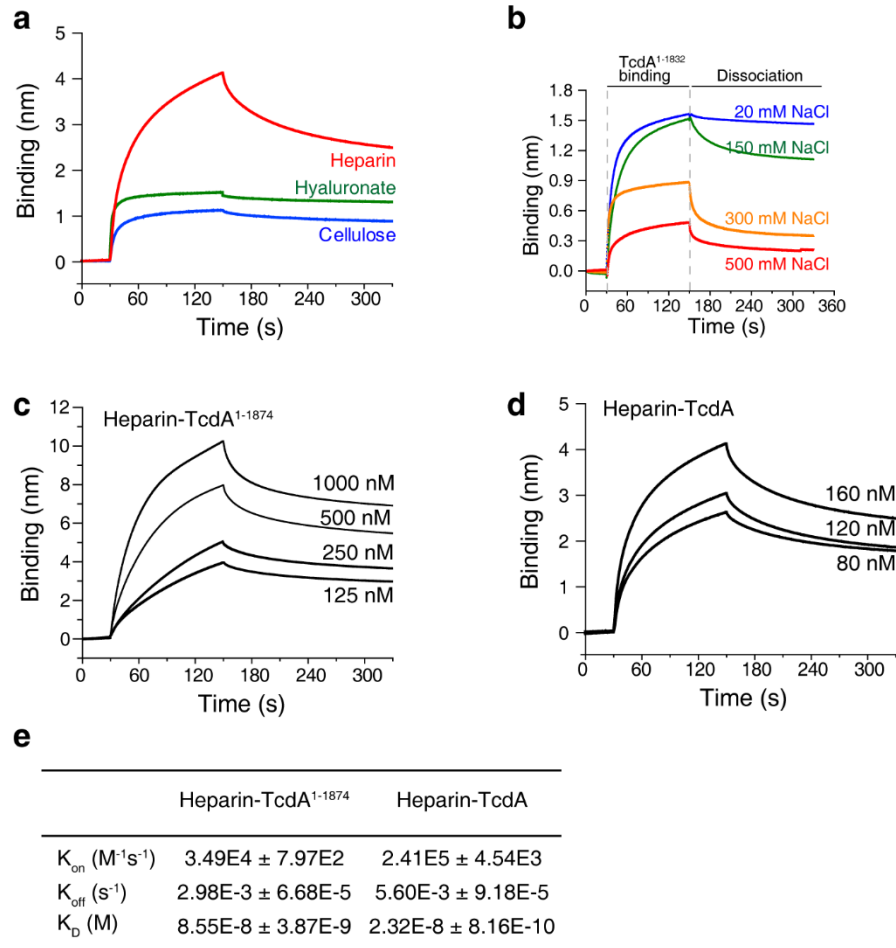 a
Binding (nm)
5
4
3
2
1
0
Heparin
Hyaluronate
Cellulose
0 60 120 180 240 300
Time (s)
b
TcdA¹⁻¹⁸³²
binding
Dissociation
Binding (nm)
1.8
1.5
1.2
0.9
0.6
0.3
0.0
20 mM NaCl
150 mM NaCl
300 mM NaCl
500 mM NaCl
0 60 120 180 240 300 360
Time (s)
c
Heparin-TcdA¹⁻¹⁸⁷⁴
Binding (nm)
12
10
8
6
4
2
0
1000 nM
500 nM
250 nM
125 nM
0 60 120 180 240 300
Time (s)
d
Heparin-TcdA
Binding (nm)
5
4
3
2
1
0
160 nM
120 nM
80 nM
0 60 120 180 240 300
Time (s)
e
Heparin-TcdA¹⁻¹⁸⁷⁴ Heparin-TcdA
Kₒₙ (M⁻¹s⁻¹) 3.49E4 ± 7.97E2 2.41E5 ± 4.54E3
Kₒff (s⁻¹) 2.98E-3 ± 6.68E-5 5.60E-3 ± 9.18E-5
K_D (M) 8.55E-8 ± 3.87E-9 2.32E-8 ± 8.16E-10